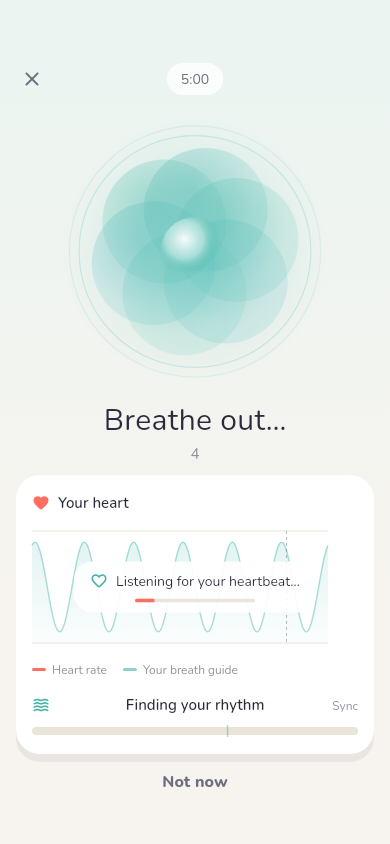 5:00
Breathe out...
4
Your heart
Listening for your heartbeat...
Heart rate
Your breath guide
Finding your rhythm
Sync
Not now